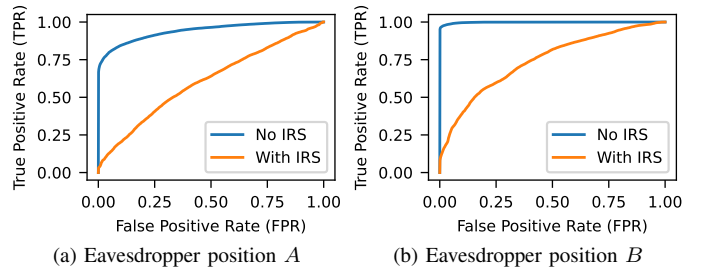 True Positive Rate (TPR)
1.00
0.75
0.50
0.25
0.00
No IRS
With IRS
0.00 0.25 0.50 0.75 1.00
False Positive Rate (FPR)
(a) Eavesdropper position A
True Positive Rate (TPR)
1.00
0.75
0.50
0.25
0.00
No IRS
With IRS
0.00 0.25 0.50 0.75 1.00
False Positive Rate (FPR)
(b) Eavesdropper position B